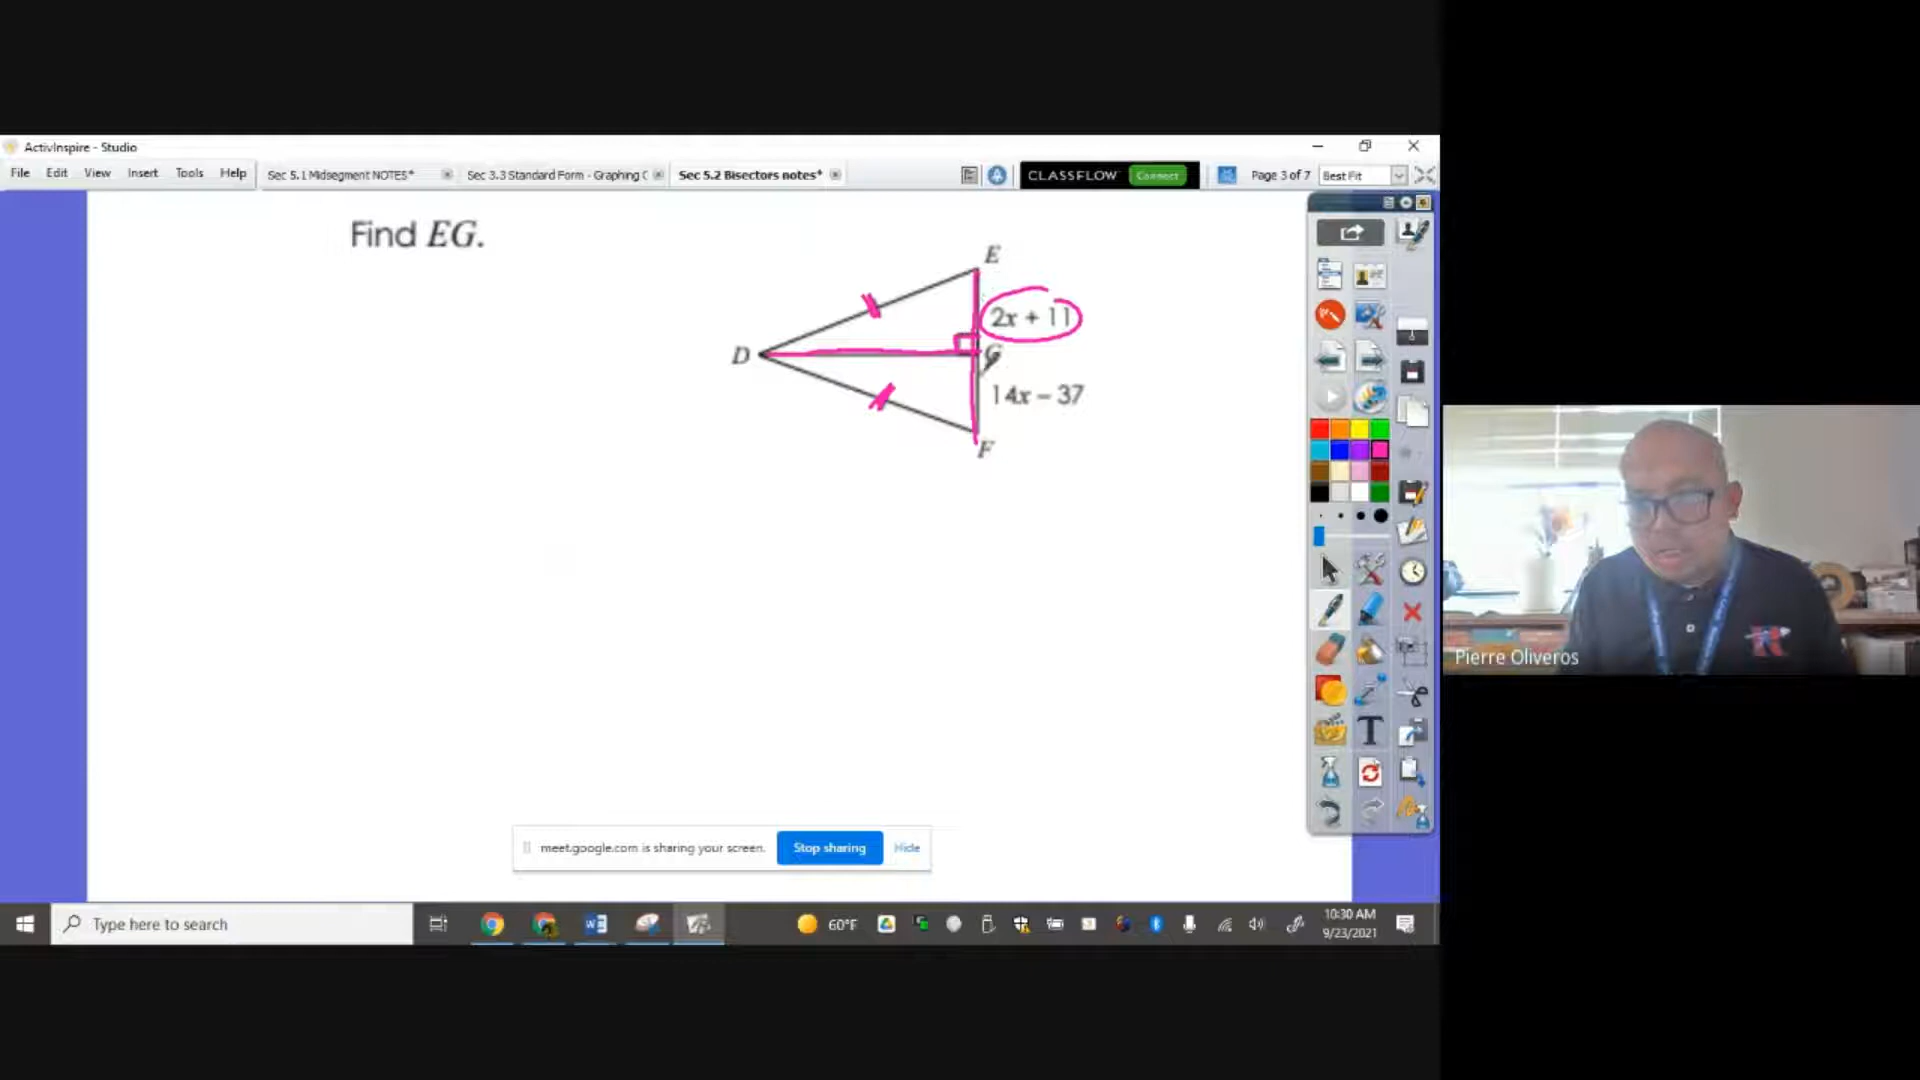 ActivInspire - Studio
File Edit View Insert Tools Help
Sec 5.1 Midsegment NOTES*
Sec 3.3 Standard Form - Graphing C
Sec 5.2 Bisectors notes*
CLASSFLOW Connect
Page 3 of 7
Best Fit
Find EG.
E
2x + 11
D
G
14x – 37
F
Pierre Oliveros
T
meet.google.com is sharing your screen. Stop sharing Hide
Type here to search
60°F
10:30 AM
9/23/2021